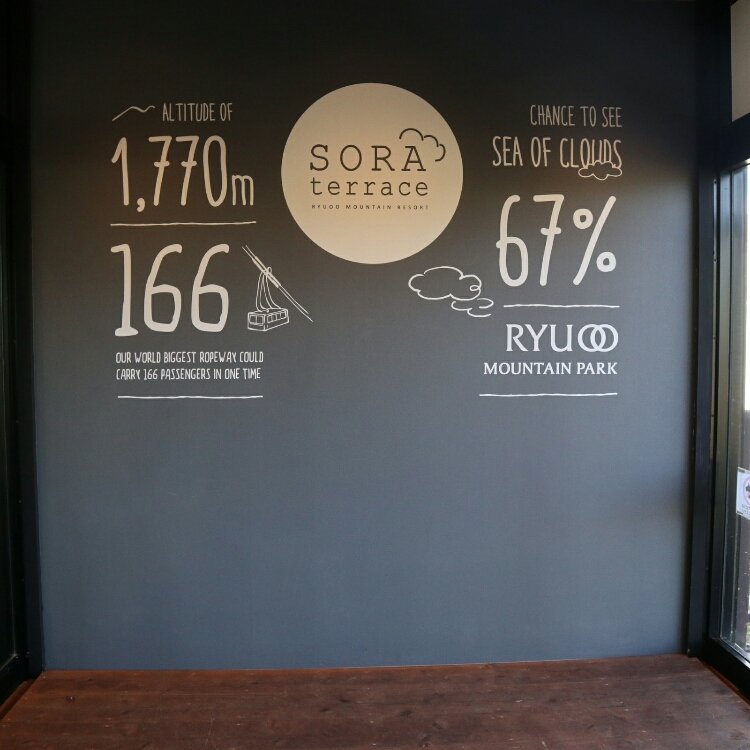 ALTITUDE OF
1,770m
166
OUR WORLD BIGGEST ROPEWAY COULD
CARRY 166 PASSENGERS IN ONE TIME
SORA
terrace
RYUOO MOUNTAIN RESORT
CHANCE TO SEE
SEA OF CLOUDS
67%
RYUOO
MOUNTAIN PARK